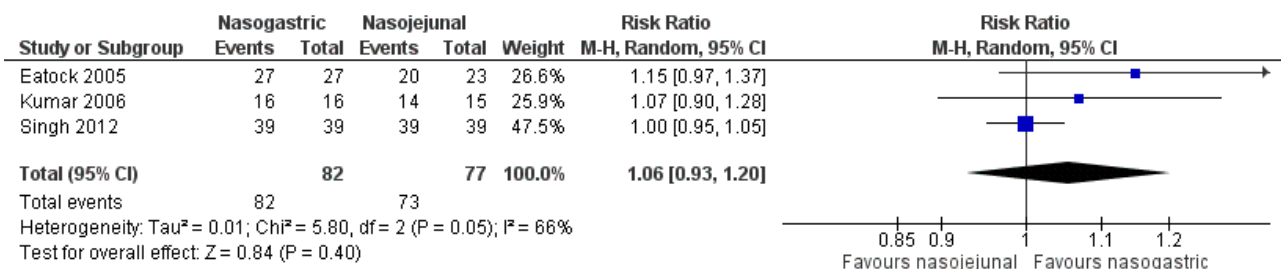 Nasogastric Nasojejunal Risk Ratio Risk Ratio
Study or Subgroup Events Total Events Total Weight M-H, Random, 95% CI M-H, Random, 95% CI
Eatock 2005 27 27 20 23 26.6% 1.15 [0.97, 1.37]
Kumar 2006 16 16 14 15 25.9% 1.07 [0.90, 1.28]
Singh 2012 39 39 39 39 47.5% 1.00 [0.95, 1.05]
Total (95% CI) 82 77 100.0% 1.06 [0.93, 1.20]
Total events 82 73
Heterogeneity: Tau² = 0.01; Chi² = 5.80, df = 2 (P = 0.05); I² = 66%
Test for overall effect: Z = 0.84 (P = 0.40)
0.85 0.9 1 1.1 1.2
Favours nasojejunal Favours nasogastric